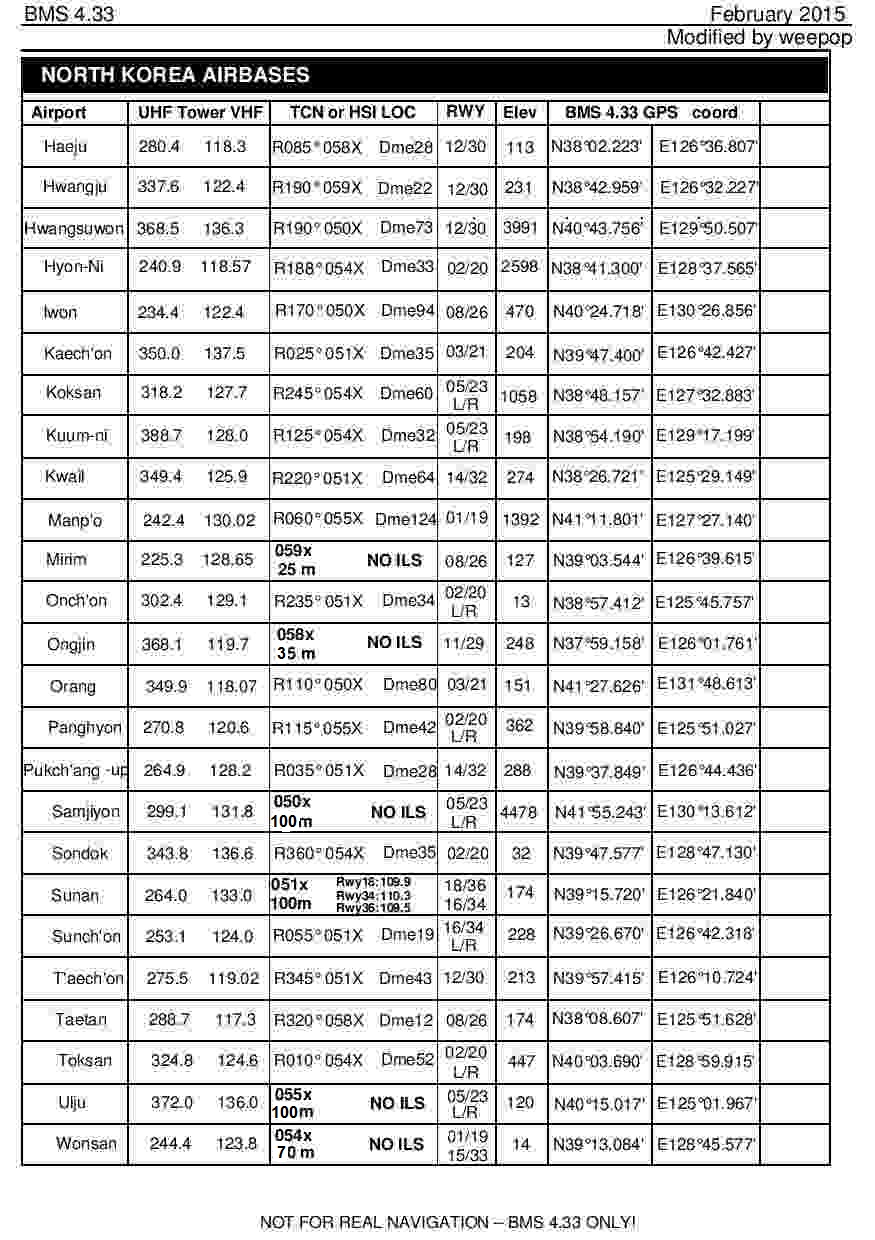 BMS 4.33 February 2015
Modified by weepop
NORTH KOREA AIRBASES
Airport UHF Tower VHF TCN or HSI LOC RWY Elev BMS 4.33 GPS coord
Haeju 280.4 118.3 R085°058X Dme28 12/30 113 N38°02.223' E126°36.807'
Hwangju 337.6 122.4 R190°059X Dme22 12/30 231 N38°42.959' E126°32.227'
Hwangsuwon 368.5 136.3 R190°050X Dme73 12/30 3991 N40°43.756' E129°50.507'
Hyon-Ni 240.9 118.57 R188°054X Dme33 02/20 2598 N38°41.300' E128°37.565'
Iwon 234.4 122.4 R170°050X Dme94 08/26 470 N40°24.718' E130°26.856'
Kaech'on 350.0 137.5 R025°051X Dme35 03/21 204 N39°47.400' E126°42.427'
Koksan 318.2 127.7 R245°054X Dme60 05/23 L/R 1058 N38°48.157' E127°32.883'
Kuum-ni 388.7 128.0 R125°054X Dme32 05/23 L/R 198 N38°54.190' E129°17.199'
Kwail 349.4 125.9 R220°051X Dme64 14/32 274 N38°26.721' E125°29.149'
Manp'o 242.4 130.02 R060°055X Dme124 01/19 1392 N41°11.801' E127°27.140'
Mirim 225.3 128.65 059x 25 m NO ILS 08/26 127 N39°03.544' E126°39.615'
Onch'on 302.4 129.1 R235°051X Dme34 02/20 L/R 13 N38°57.412' E125°45.757'
Ongjin 368.1 119.7 058x 35 m NO ILS 11/29 248 N37°59.158' E126°01.761'
Orang 349.9 118.07 R110°050X Dme80 03/21 151 N41°27.626' E131°48.613'
Panghyon 270.8 120.6 R115°055X Dme42 02/20 L/R 362 N39°58.840' E125°51.027'
Pukch'ang -up 264.9 128.2 R035°051X Dme28 14/32 288 N39°37.849' E126°44.436'
Samjiyon 299.1 131.8 050x 100m NO ILS 05/23 L/R 4478 N41°55.243' E130°13.612'
Sondok 343.8 136.6 R360°054X Dme35 02/20 32 N39°47.577' E128°47.130'
Sunan 264.0 133.0 051x 100m Rwy18:109.9 Rwy34:110.3 Rwy36:109.5 18/36 16/34 174 N39°15.720' E126°21.840'
Sunch'on 253.1 124.0 R055°051X Dme19 16/34 L/R 228 N39°26.670' E126°42.318'
T'aech'on 275.5 119.02 R345°051X Dme43 12/30 213 N39°57.415' E126°10.724'
Taetan 288.7 117.3 R320°058X Dme12 08/26 174 N38°08.607' E125°51.628'
Toksan 324.8 124.6 R010°054X Dme52 02/20 L/R 447 N40°03.690' E128°59.915'
Ulju 372.0 136.0 055x 100m NO ILS 05/23 L/R 120 N40°15.017' E125°01.967'
Wonsan 244.4 123.8 054x 70 m NO ILS 01/19 15/33 14 N39°13.084' E128°45.577'
NOT FOR REAL NAVIGATION – BMS 4.33 ONLY!